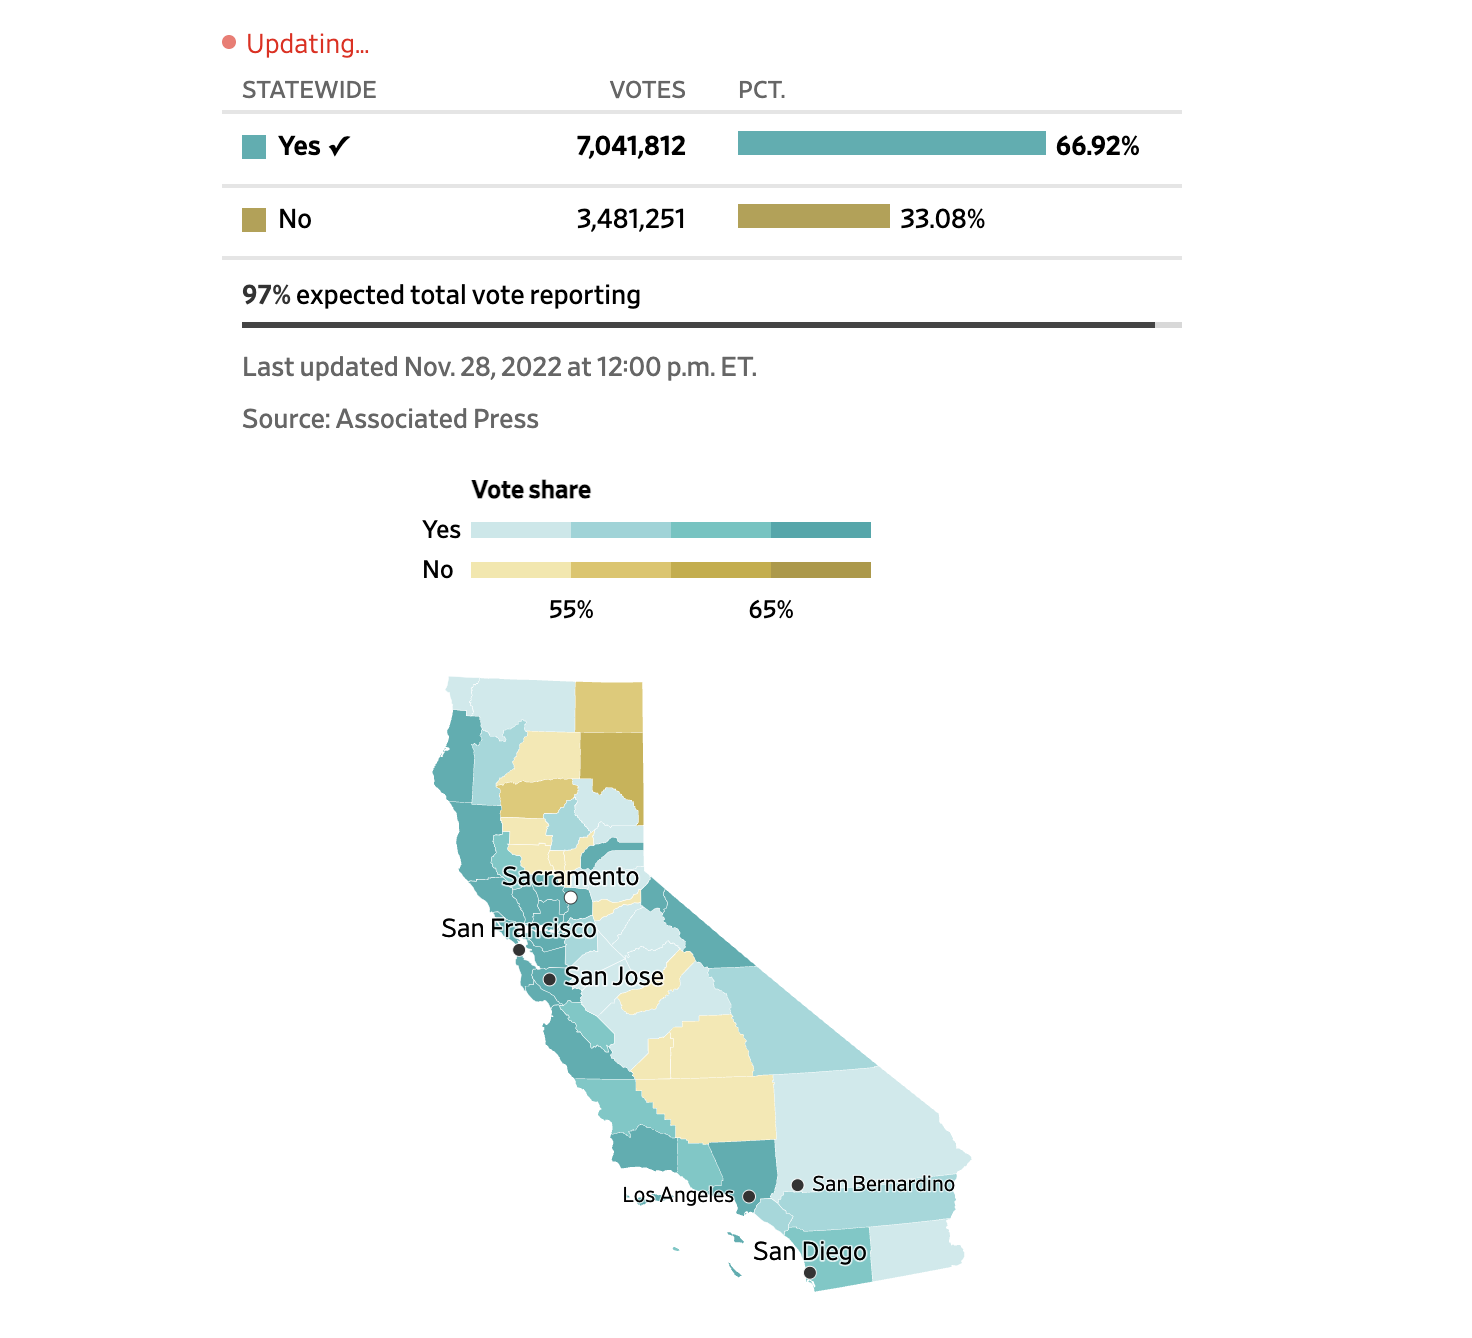 Updating...
STATEWIDE VOTES PCT.
Yes ✓ 7,041,812 66.92%
No 3,481,251 33.08%
97% expected total vote reporting
Last updated Nov. 28, 2022 at 12:00 p.m. ET.
Source: Associated Press
Vote share
Yes
No
55% 65%
Sacramento
San Francisco
San Jose
San Bernardino
Los Angeles
San Diego